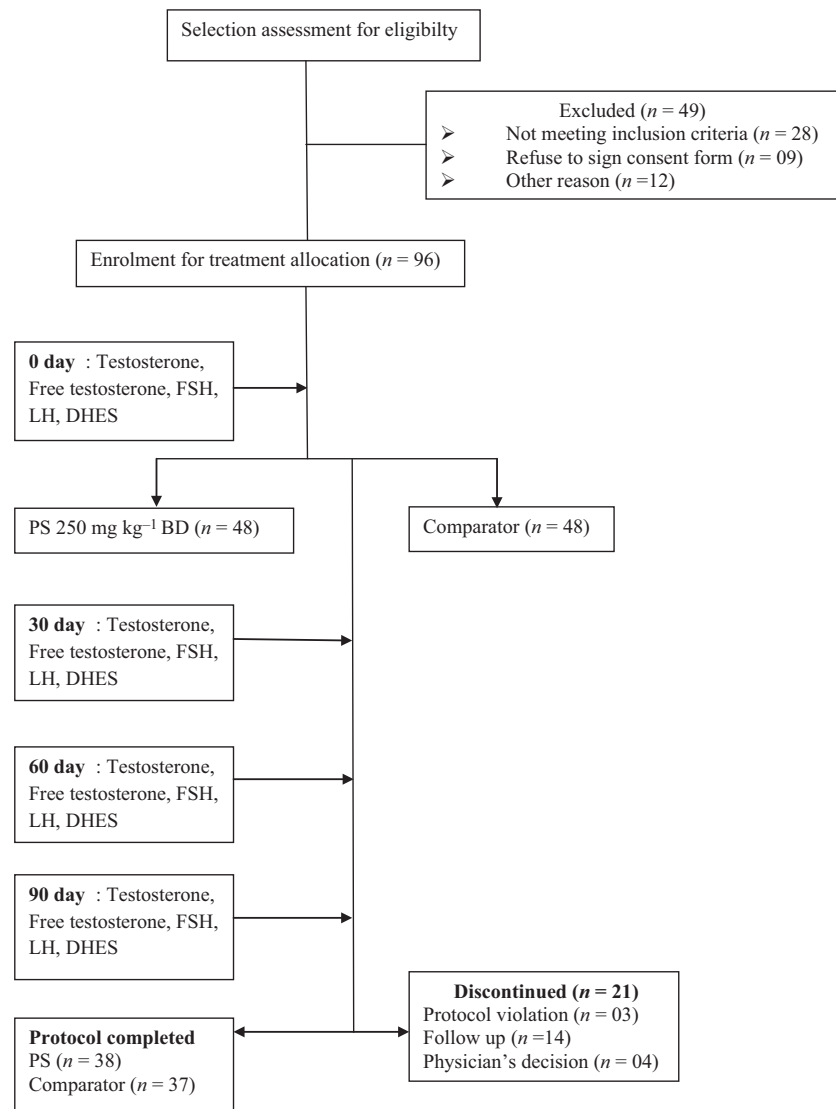 Selection assessment for eligibilty
Excluded (n = 49)
➢ Not meeting inclusion criteria (n = 28)
➢ Refuse to sign consent form (n = 09)
➢ Other reason (n =12)
Enrolment for treatment allocation (n = 96)
0 day : Testosterone,
Free testosterone, FSH,
LH, DHES
PS 250 mg kg⁻¹ BD (n = 48)
Comparator (n = 48)
30 day : Testosterone,
Free testosterone, FSH,
LH, DHES
60 day : Testosterone,
Free testosterone, FSH,
LH, DHES
90 day : Testosterone,
Free testosterone, FSH,
LH, DHES
Discontinued (n = 21)
Protocol violation (n = 03)
Follow up (n =14)
Physician’s decision (n = 04)
Protocol completed
PS (n = 38)
Comparator (n = 37)